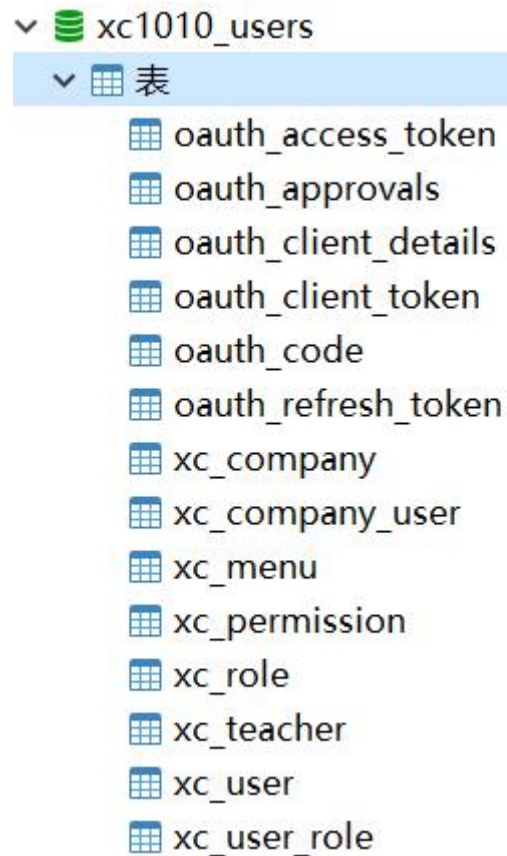 xc1010_users
表
oauth_access_token
oauth_approvals
oauth_client_details
oauth_client_token
oauth_code
oauth_refresh_token
xc_company
xc_company_user
xc_menu
xc_permission
xc_role
xc_teacher
xc_user
xc_user_role